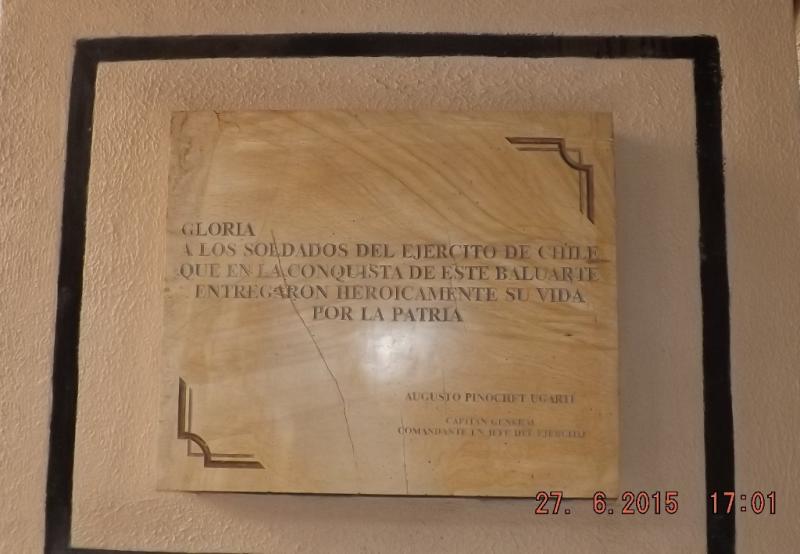 GLORIA
A LOS SOLDADOS DEL EJERCITO DE CHILE
QUE EN LA CONQUISTA DE ESTE BALUARTE
ENTREGARON HEROICAMENTE SU VIDA
POR LA PATRIA
AUGUSTO PINOCHET UGARTE
CAPITAN GENERAL
COMANDANTE EN JEFE DEL EJERCITO
27. 6.2015 17:01